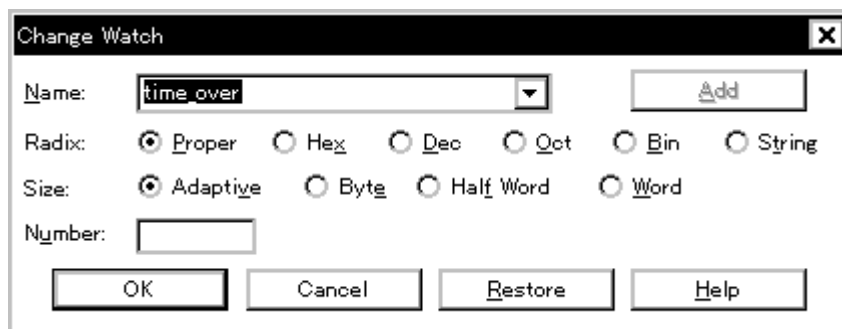 Change Watch
Name: time_over Add
Radix: Proper Hex Dec Oct Bin String
Size: Adaptive Byte Half Word Word
Number:
OK Cancel Restore Help